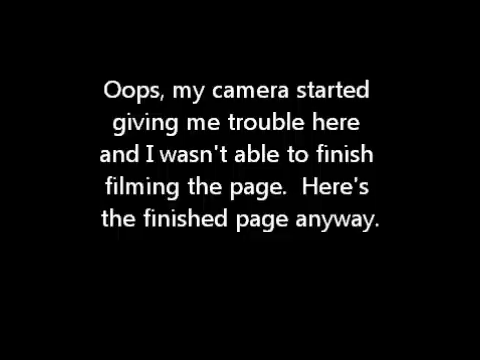 Oops, my camera started
giving me trouble here
and I wasn't able to finish
filming the page.  Here's
the finished page anyway.